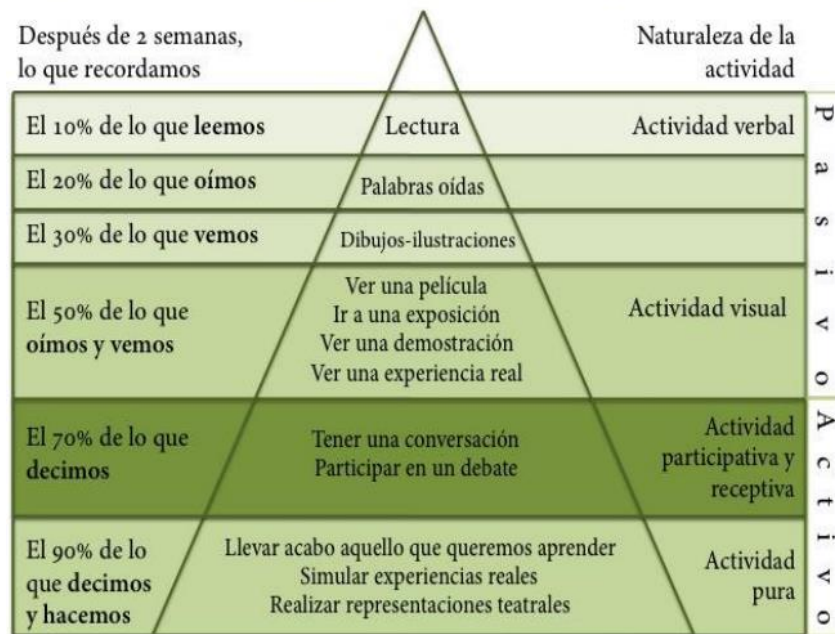 Después de 2 semanas,
lo que recordamos
Naturaleza de la
actividad
El 10% de lo que leemos
Lectura
Actividad verbal
El 20% de lo que oímos
Palabras oídas
El 30% de lo que vemos
Dibujos-ilustraciones
El 50% de lo que
oímos y vemos
Ver una película
Ir a una exposición
Ver una demostración
Ver una experiencia real
Actividad visual
Pasivo
El 70% de lo que
decimos
Tener una conversación
Participar en un debate
Actividad
participativa y
receptiva
El 90% de lo
que decimos
y hacemos
Llevar acabo aquello que queremos aprender
Simular experiencias reales
Realizar representaciones teatrales
Actividad
pura
Activo